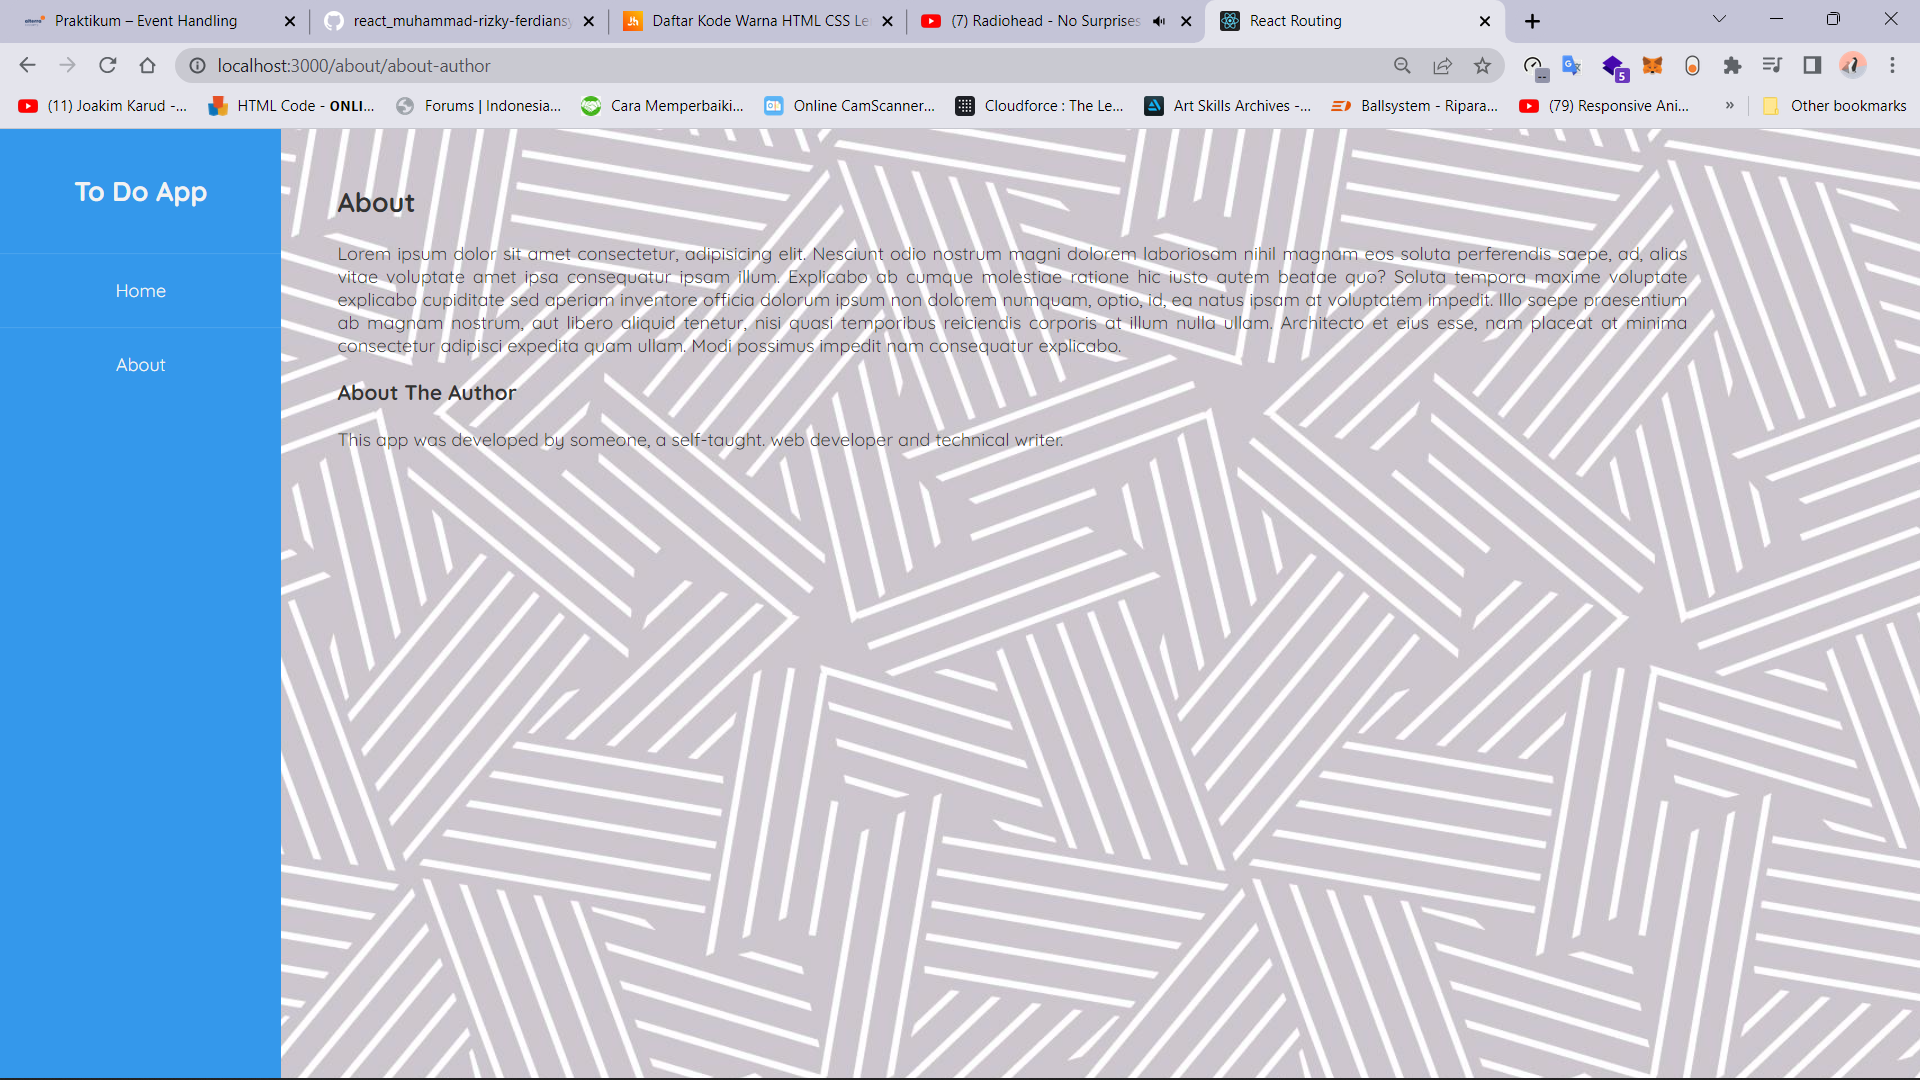 Praktikum – Event Handling
react_muhammad-rizky-ferdians
Daftar Kode Warna HTML CSS Le
(7) Radiohead - No Surprises
React Routing
localhost:3000/about/about-author
5
(11) Joakim Karud -...
HTML Code - ONLI...
Forums | Indonesia...
Cara Memperbaiki...
Online CamScanner...
Cloudforce : The Le...
Art Skills Archives -...
Ballsystem - Ripara...
(79) Responsive Ani...
»
Other bookmarks
To Do App
Home
About
About
Lorem ipsum dolor sit amet consectetur, adipisicing elit. Nesciunt odio nostrum magni dolorem laboriosam nihil magnam eos soluta perferendis saepe, ad, alias
vitae voluptate amet ipsa consequatur ipsam illum. Explicabo ab cumque molestiae ratione hic iusto autem beatae quo? Soluta tempora maxime voluptate
explicabo cupiditate sed aperiam inventore officia dolorum ipsum non dolorem numquam, optio, id, ea natus ipsam at voluptatem impedit. Illo saepe praesentium
ab magnam nostrum, aut libero aliquid tenetur, nisi quasi temporibus reiciendis corporis at illum nulla ullam. Architecto et eius esse, nam placeat at minima
consectetur adipisci expedita quam ullam. Modi possimus impedit nam consequatur explicabo.
About The Author
This app was developed by someone, a self-taught. web developer and technical writer.